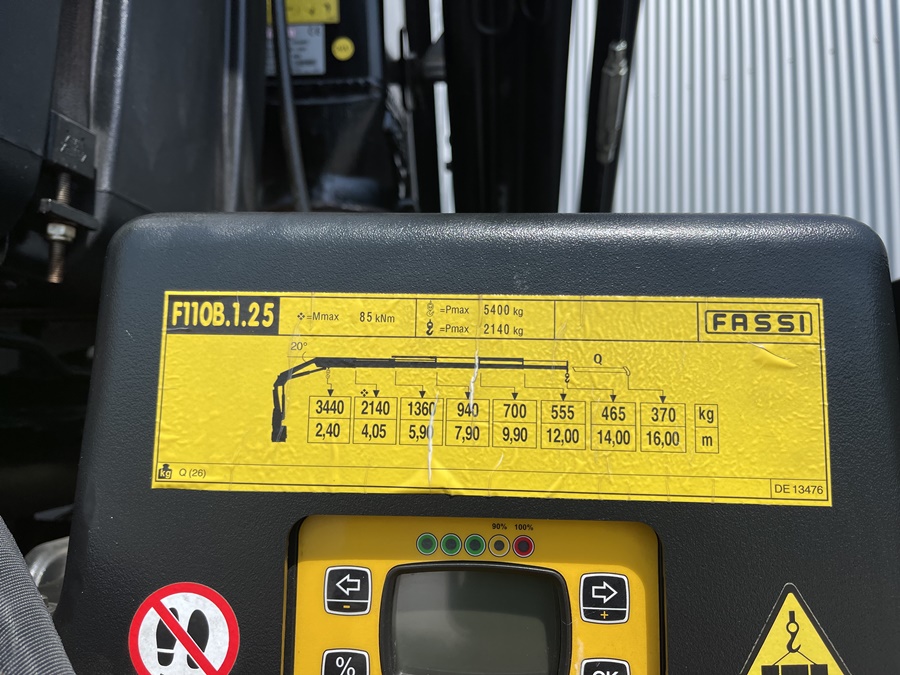 F110B.1.25
=Mmax 85 kNm
=Pmax 5400 kg
=Pmax 2140 kg
FASSI
20°
Q
3440 2140 1360 940 700 555 465 370 kg
2,40 4,05 5,90 7,90 9,90 12,00 14,00 16,00 m
kg Q (26)
DE 13476
90% 100%
-
+
%
OK